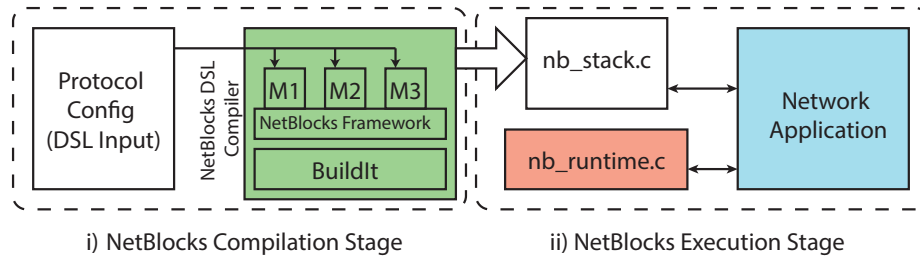 Protocol
Config
(DSL Input)
NetBlocks DSL
Compiler
M1 M2 M3
NetBlocks Framework
BuildIt
nb_stack.c
nb_runtime.c
Network
Application
i) NetBlocks Compilation Stage
ii) NetBlocks Execution Stage